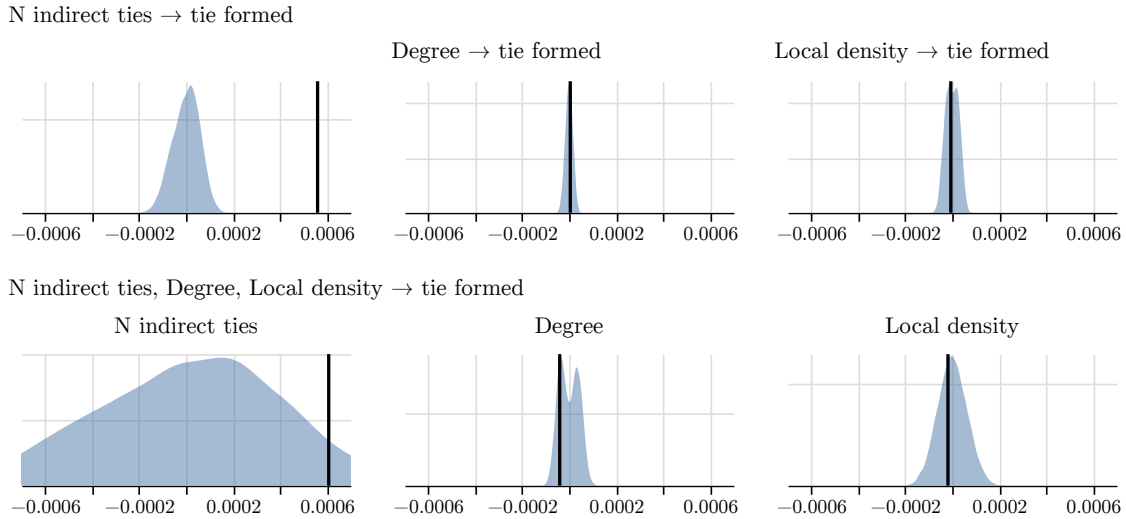 N indirect ties → tie formed
Degree → tie formed
Local density → tie formed
−0.0006 −0.0002 0.0002 0.0006
−0.0006 −0.0002 0.0002 0.0006
−0.0006 −0.0002 0.0002 0.0006
N indirect ties, Degree, Local density → tie formed
N indirect ties
Degree
Local density
−0.0006 −0.0002 0.0002 0.0006
−0.0006 −0.0002 0.0002 0.0006
−0.0006 −0.0002 0.0002 0.0006